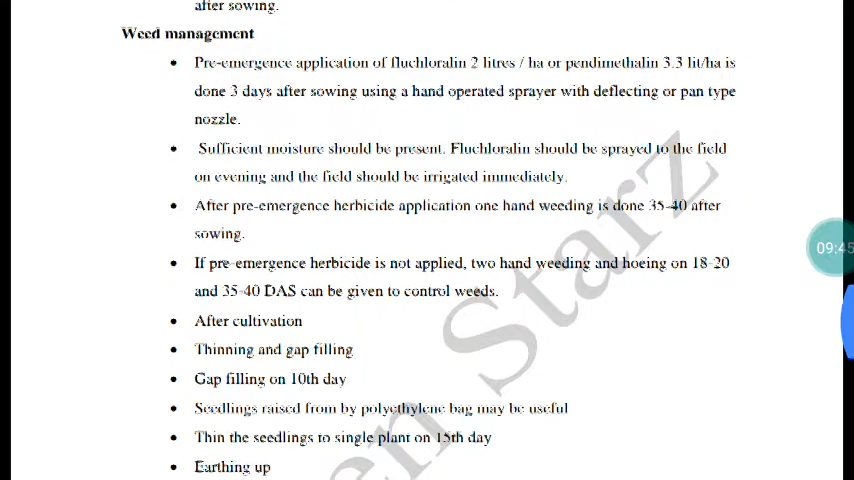 after sowing.
Weed management
• Pre-emergence application of fluchloralin 2 litres / ha or pendimethalin 3.3 lit/ha is
done 3 days after sowing using a hand operated sprayer with deflecting or pan type
nozzle.
• Sufficient moisture should be present. Fluchloralin should be sprayed to the field
on evening and the field should be irrigated immediately.
• After pre-emergence herbicide application one hand weeding is done 35-40 after
sowing.
• If pre-emergence herbicide is not applied, two hand weeding and hoeing on 18-20
and 35-40 DAS can be given to control weeds.
• After cultivation
• Thinning and gap filling
• Gap filling on 10th day
• Seedlings raised from by polyethylene bag may be useful
• Thin the seedlings to single plant on 15th day
• Earthing up
en Starz
09:45